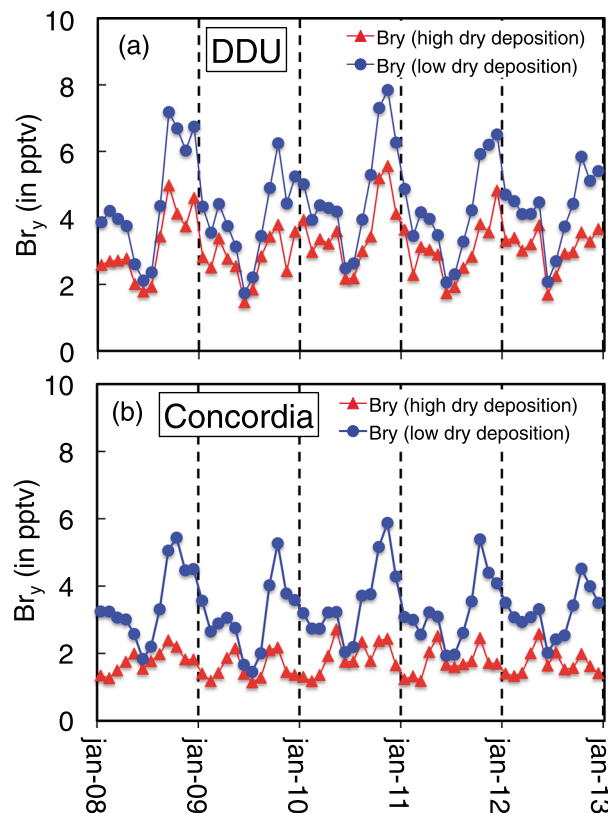 10
(a)
DDU
Bry (high dry deposition)
Bry (low dry deposition)
8
6
4
2
0
Br_y (in pptv)
10
(b)
Concordia
Bry (high dry deposition)
Bry (low dry deposition)
8
6
4
2
0
Br_y (in pptv)
jan-08
jan-09
jan-10
jan-11
jan-12
jan-13